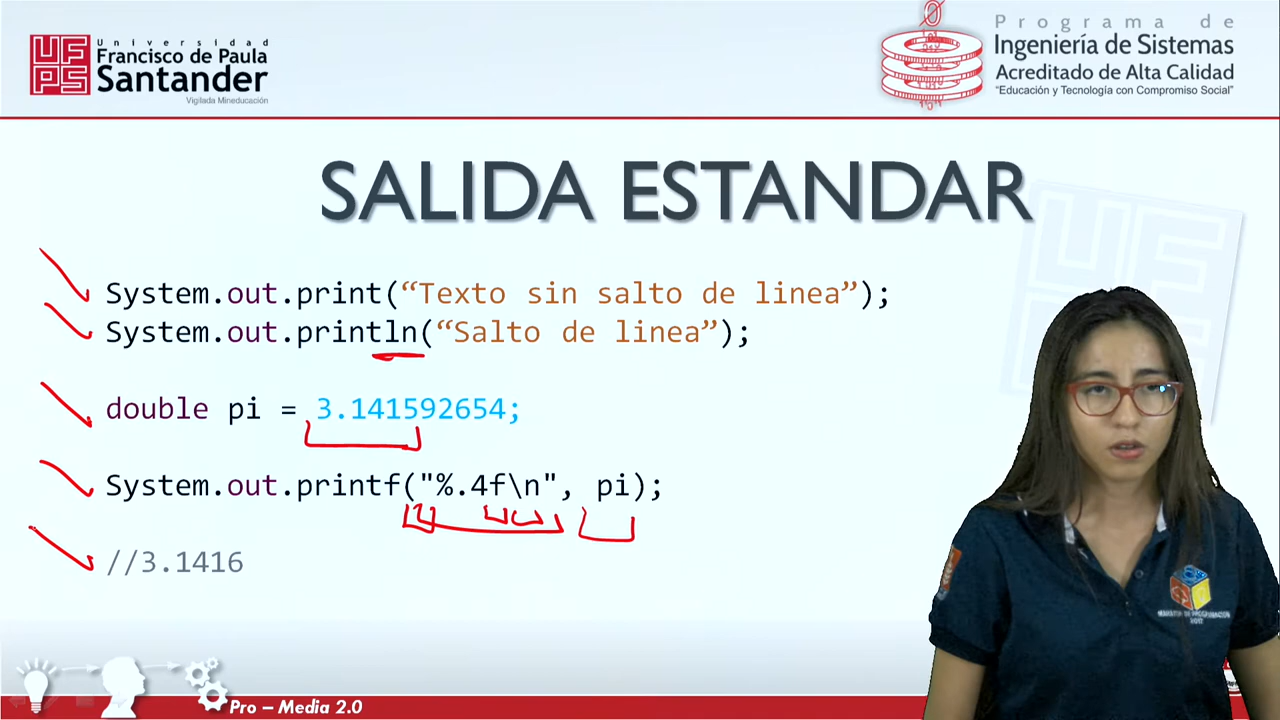 UF
PS
Universidad
Francisco de Paula
Santander
Vigilada Mineducación
Programa de
Ingeniería de Sistemas
Acreditado de Alta Calidad
“Educación y Tecnología con Compromiso Social”
SALIDA ESTANDAR
System.out.print(“Texto sin salto de linea”);
System.out.println(“Salto de linea”);
double pi = 3.141592654;
System.out.printf("%.4f\n", pi);
//3.1416
Pro – Media 2.0